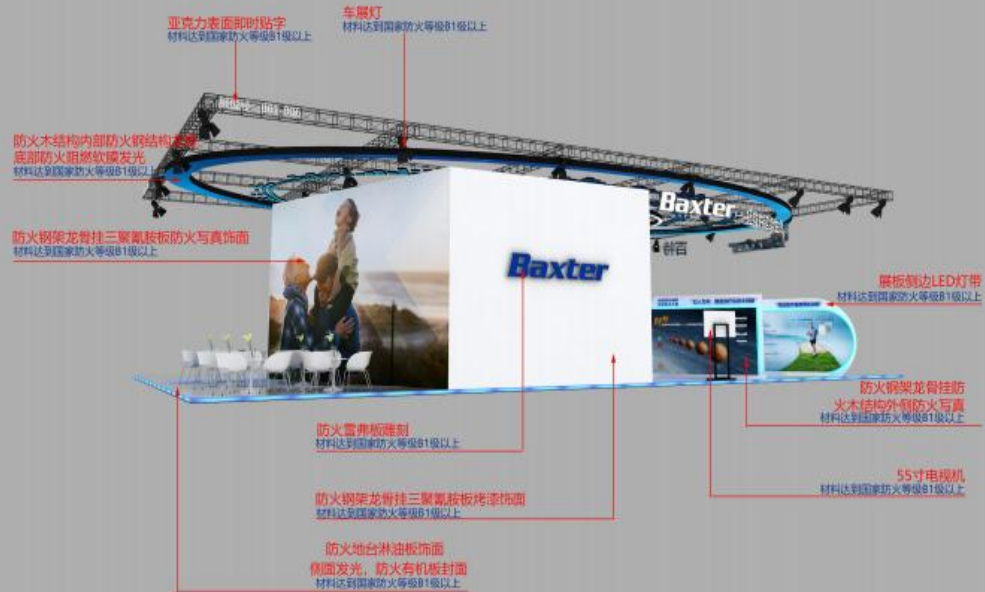 亚克力表面即时贴字
材料达到国家防火等级B1级以上
车展灯
材料达到国家防火等级B1级以上
防火木结构内部防火钢结构龙骨
底部防火阻燃软膜发光
材料达到国家防火等级B1级以上
防火钢架龙骨挂三聚氰胺板防火写真饰面
材料达到国家防火等级B1级以上
Baxter
百特
Baxter
展板侧边LED灯带
材料达到国家防火等级B1级以上
防火钢架龙骨挂防
火木结构外侧防火写真
材料达到国家防火等级B1级以上
防火雪弗板雕刻
材料达到国家防火等级B1级以上
55寸电视机
材料达到国家防火等级B1级以上
防火钢架龙骨挂三聚氰胺板烤漆饰面
材料达到国家防火等级B1级以上
防火地台淋油板饰面
侧面发光，防火有机板封面
材料达到国家防火等级B1级以上